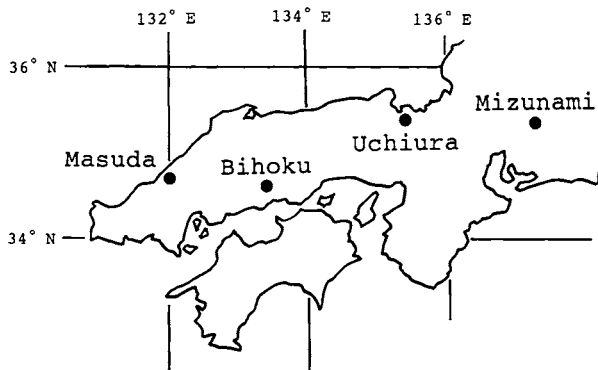 132° E
134° E
136° E
36° N
Mizunami
Uchiura
Masuda
Bihoku
34° N